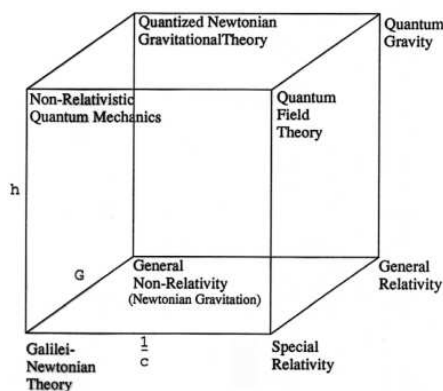 Quantized Newtonian
GravitationalTheory
Quantum
Gravity
Non-Relativistic
Quantum Mechanics
Quantum
Field
Theory
h
G
General
Non-Relativity
(Newtonian Gravitation)
General
Relativity
Galilei-
Newtonian
Theory
1
c
Special
Relativity